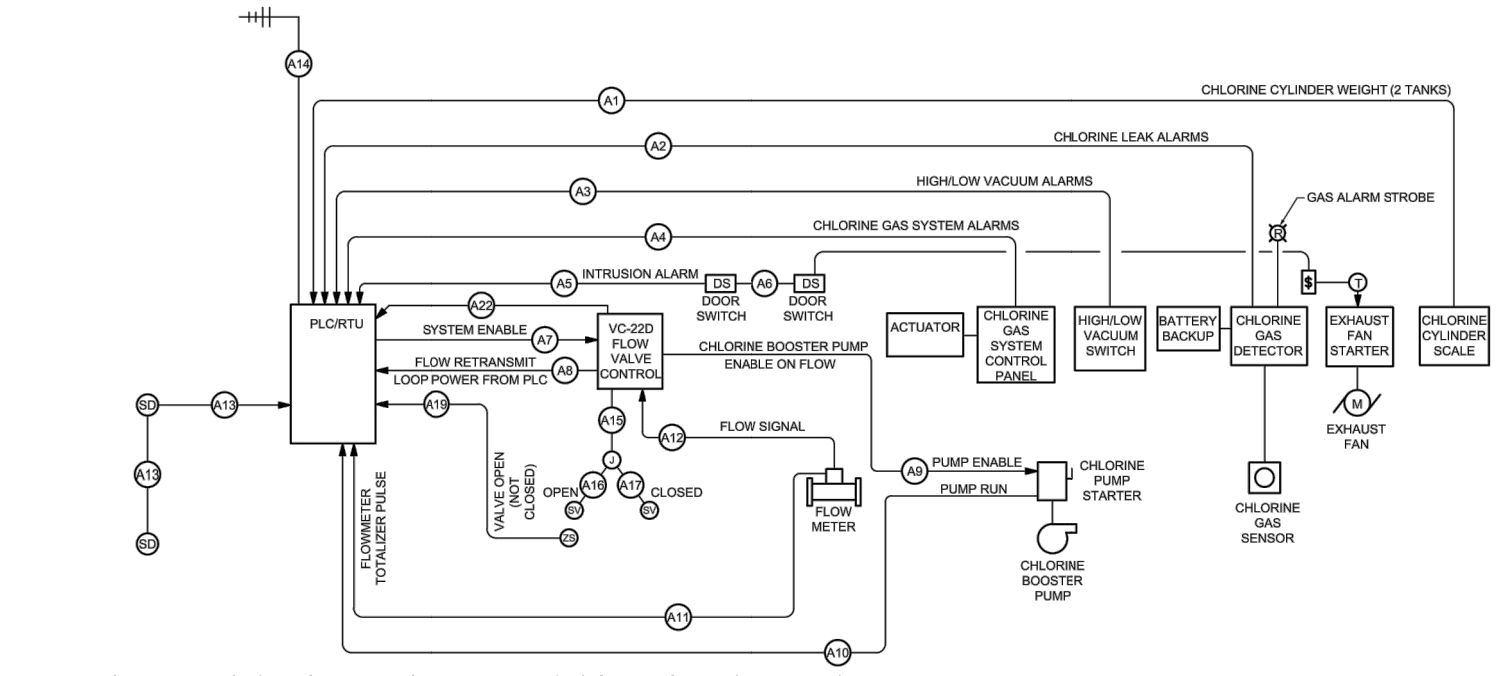 A14
A1
CHLORINE CYLINDER WEIGHT (2 TANKS)
A2
CHLORINE LEAK ALARMS
A3
HIGH/LOW VACUUM ALARMS
GAS ALARM STROBE
R
A4
CHLORINE GAS SYSTEM ALARMS
A5
INTRUSION ALARM
DS
DOOR
SWITCH
A6
DS
DOOR
SWITCH
$
T
A22
PLC/RTU
SYSTEM ENABLE
A7
VC-22D
FLOW
VALVE
CONTROL
FLOW RETRANSMIT
A8
LOOP POWER FROM PLC
CHLORINE BOOSTER PUMP
ENABLE ON FLOW
ACTUATOR
CHLORINE
GAS
SYSTEM
CONTROL
PANEL
HIGH/LOW
VACUUM
SWITCH
BATTERY
BACKUP
CHLORINE
GAS
DETECTOR
EXHAUST
FAN
STARTER
CHLORINE
CYLINDER
SCALE
M
EXHAUST
FAN
SD
A13
A13
SD
A19
A15
J
A16
A17
OPEN
CLOSED
SV
SV
ZS
VALVE OPEN
(NOT
CLOSED)
A12
FLOW SIGNAL
FLOW
METER
A9
PUMP ENABLE
PUMP RUN
CHLORINE
PUMP
STARTER
CHLORINE
BOOSTER
PUMP
CHLORINE
GAS
SENSOR
FLOWMETER
TOTALIZER PULSE
A11
A10